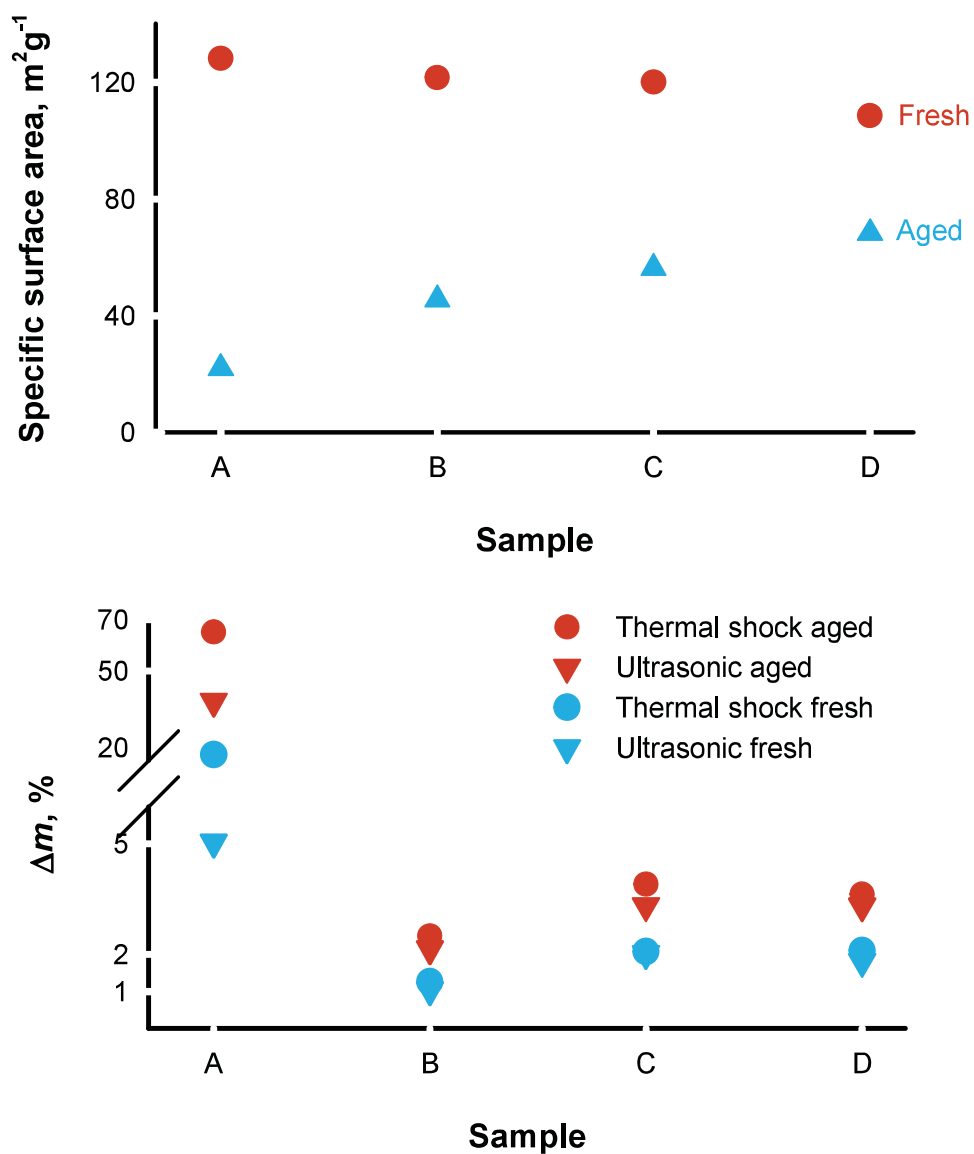 Specific surface area, m²g⁻¹
120
80
40
0
Fresh
Aged
A B C D
Sample
Δm, %
70
50
20
5
2
1
Thermal shock aged
Ultrasonic aged
Thermal shock fresh
Ultrasonic fresh
A B C D
Sample